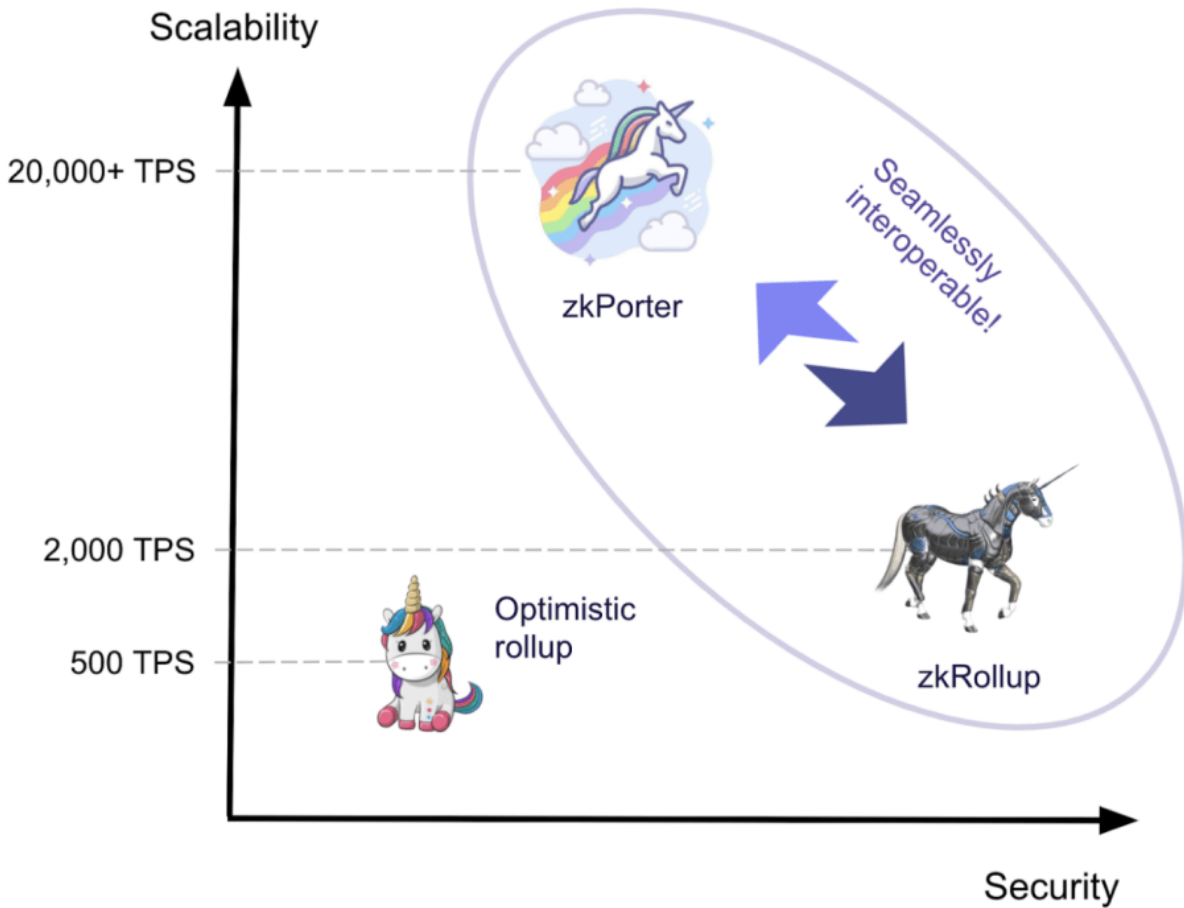 Scalability
20,000+ TPS
Seamlessly
interoperable!
zkPorter
2,000 TPS
Optimistic
rollup
500 TPS
zkRollup
Security